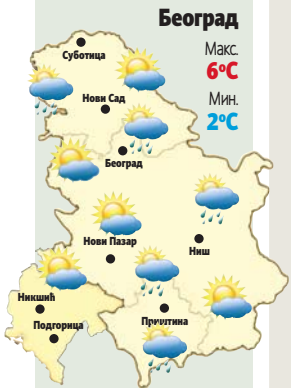 Београд
Макс.
6°C
Мин.
2°C
Суботица
Нови Сад
Београд
Нови Пазар
Ниш
Никшић
Подгорица
Приштина